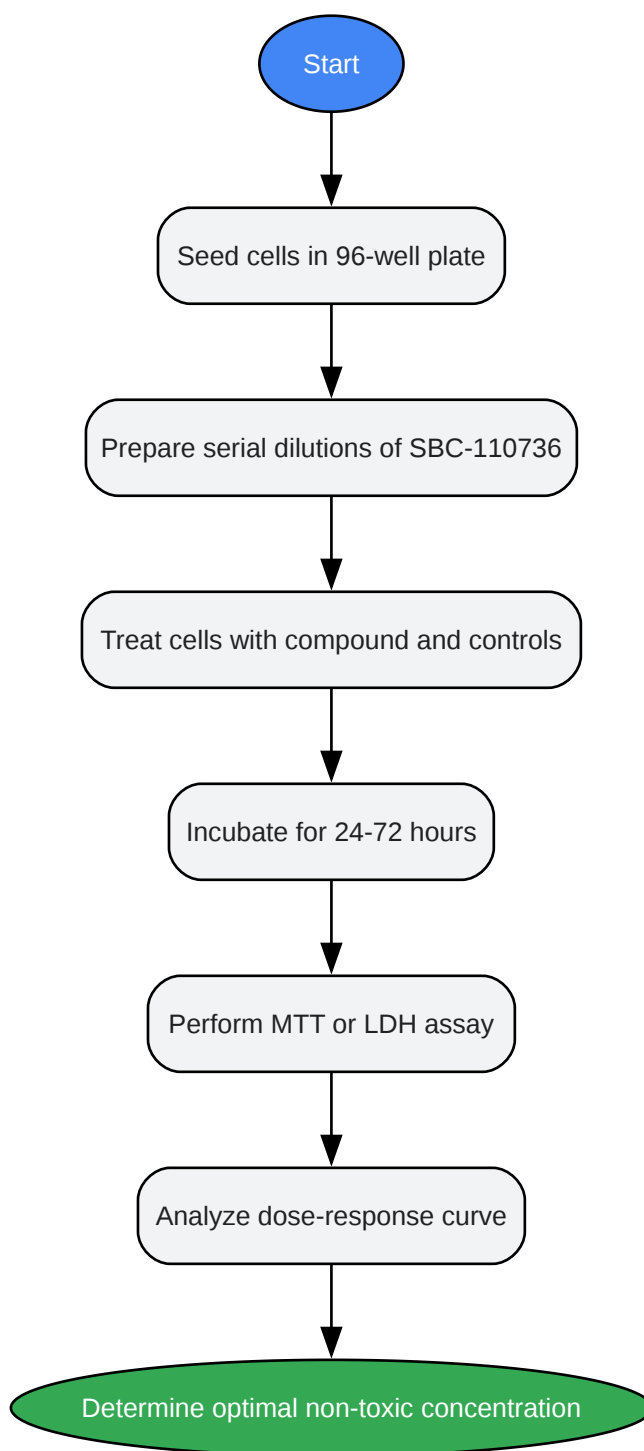 Start
Seed cells in 96-well plate
Prepare serial dilutions of SBC-110736
Treat cells with compound and controls
Incubate for 24-72 hours
Perform MTT or LDH assay
Analyze dose-response curve
Determine optimal non-toxic concentration